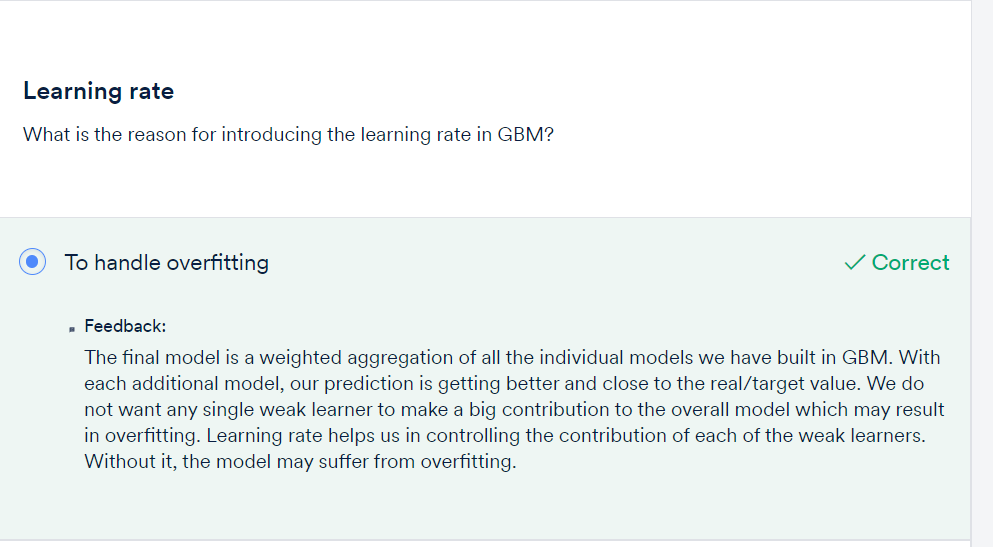 Learning rate
What is the reason for introducing the learning rate in GBM?
To handle overfitting
Correct
Feedback:
The final model is a weighted aggregation of all the individual models we have built in GBM. With
each additional model, our prediction is getting better and close to the real/target value. We do
not want any single weak learner to make a big contribution to the overall model which may result
in overfitting. Learning rate helps us in controlling the contribution of each of the weak learners.
Without it, the model may suffer from overfitting.